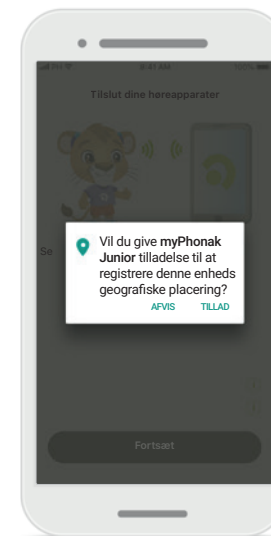 9:41 AM
100%
Tilslut dine høreapparater
Se
Vil du give myPhonak
Junior tilladelse til at
registrere denne enheds
geografiske placering?
AFVIS TILLAD
Fortsæt